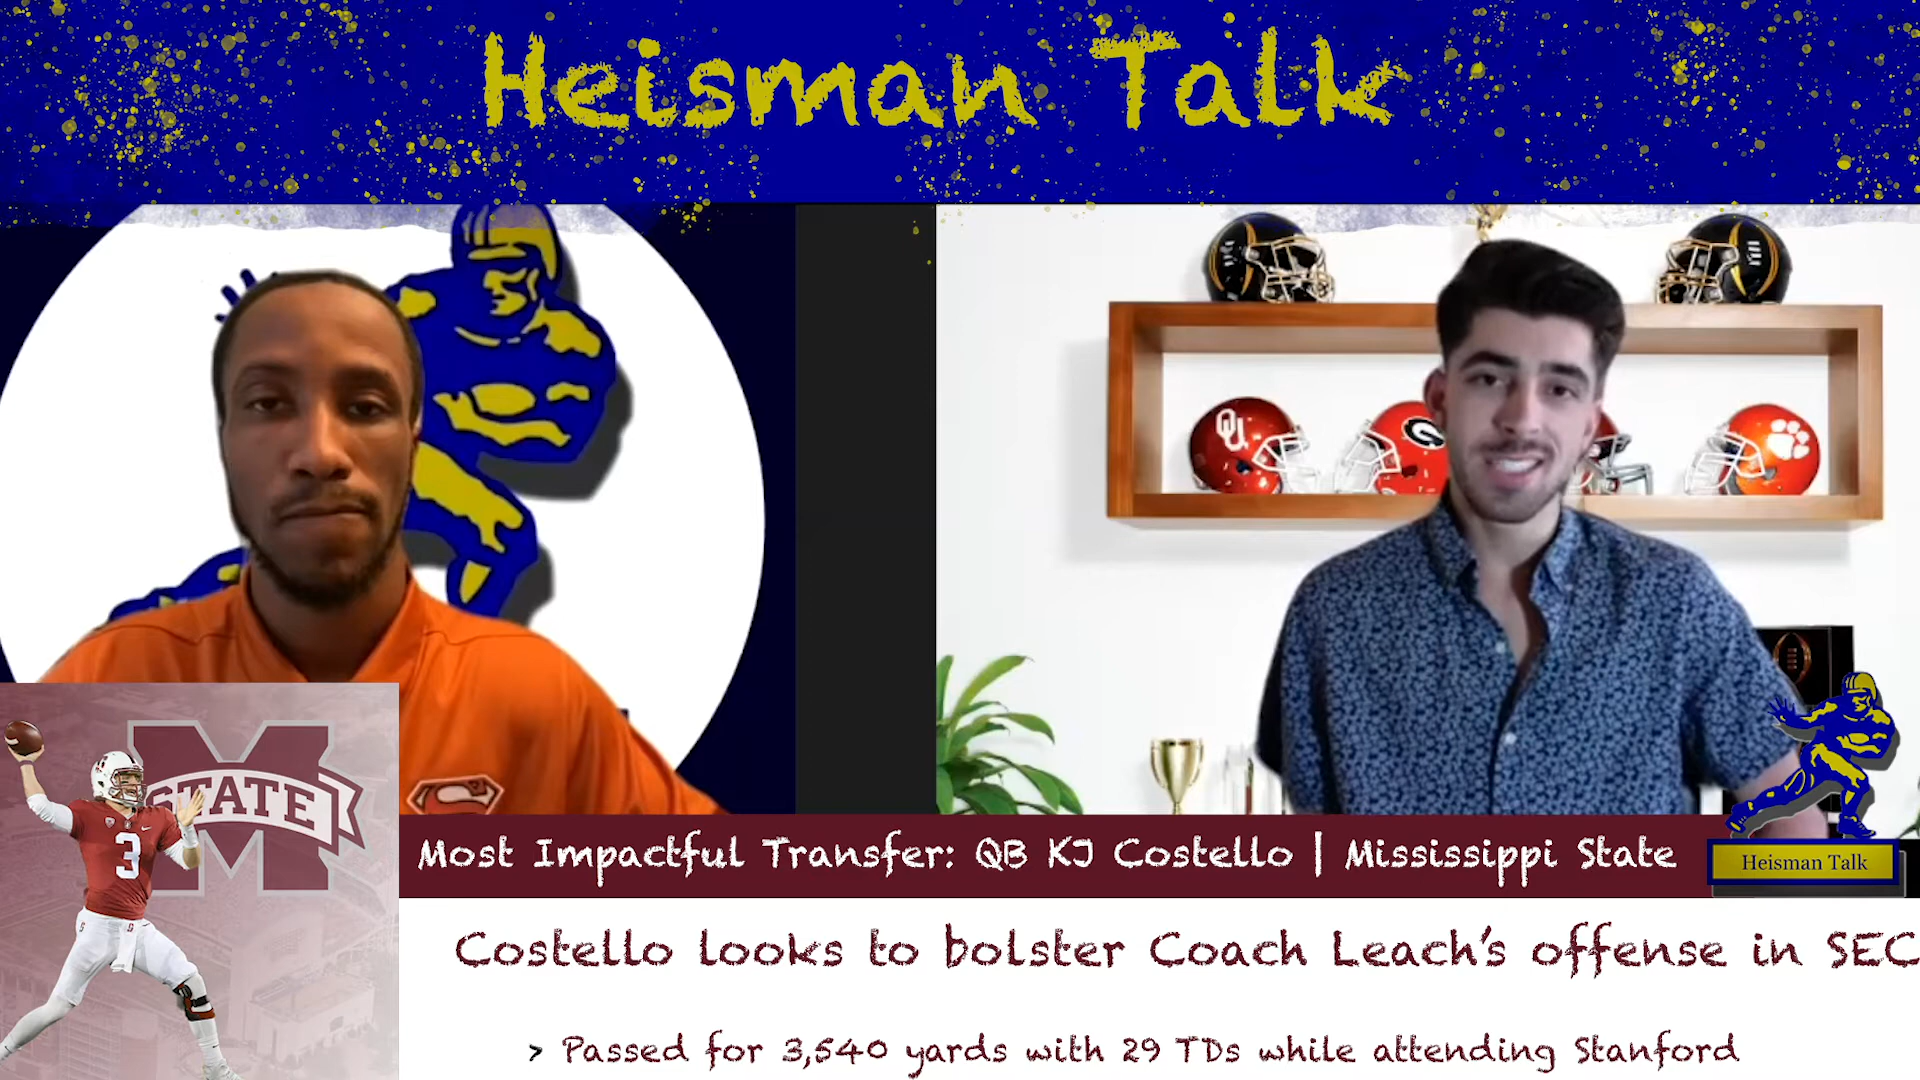 Heisman Talk
OU
G
STATE
3
Most Impactful Transfer: QB KJ Costello | Mississippi State
Heisman Talk
Costello looks to bolster Coach Leach's offense in SEC
> Passed for 3,540 yards with 29 TDs while attending Stanford